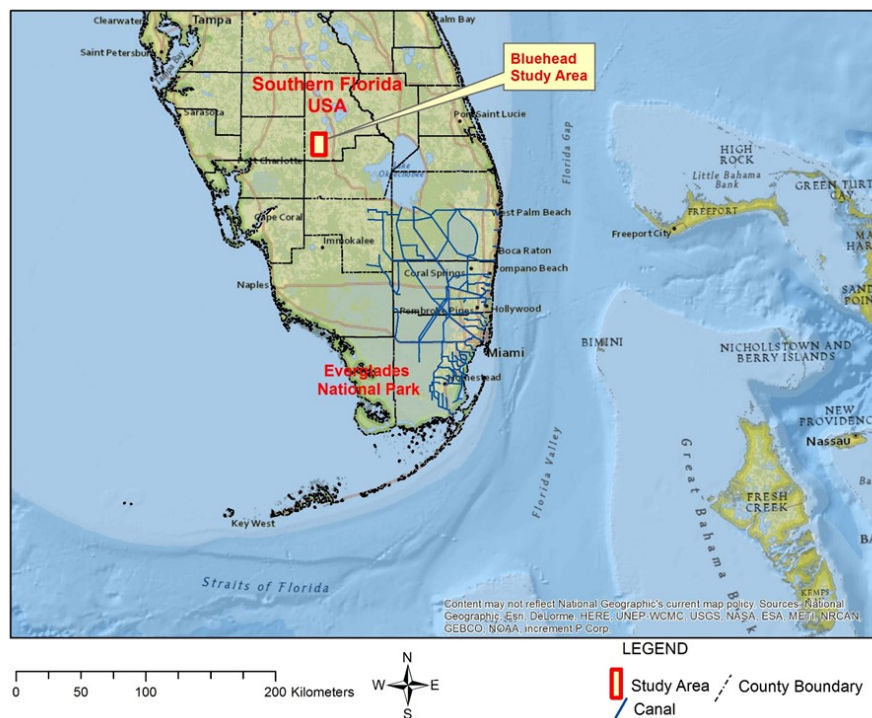 Clearwater
Tampa
Palm Bay
Saint Petersburg
Tampa Bay
Bluehead
Study Area
Southern Florida
USA
Sarasota
Port Saint Lucie
Florida Gap
HIGH
ROCK
Little Bahama
Bank
GREEN TURTLE
CAY
Port Charlotte
Lake
Okeechobee
Cape Coral
West Palm Beach
FREEPORT
Freeport City
Immokalee
Boca Raton
Coral Springs
Pompano Beach
Naples
Pembroke Pines
Hollywood
BIMINI
NICHOLLSTOWN AND
BERRY ISLANDS
Miami
Everglades
National Park
Homestead
NEW
PROVIDENCE
Nassau
Florida Valley
Great Bahama B
FRESH
CREEK
Key West
Straits of Florida
KEMPS
Content may not reflect National Geographic's current map policy. Sources: National
Geographic, Esri, DeLorme, HERE, UNEP-WCMC, USGS, NASA, ESA, METI, NRCAN,
GEBCO, NOAA, increment P Corp.
LEGEND
0 50 100 200 Kilometers
N
W E
S
Study Area
County Boundary
Canal